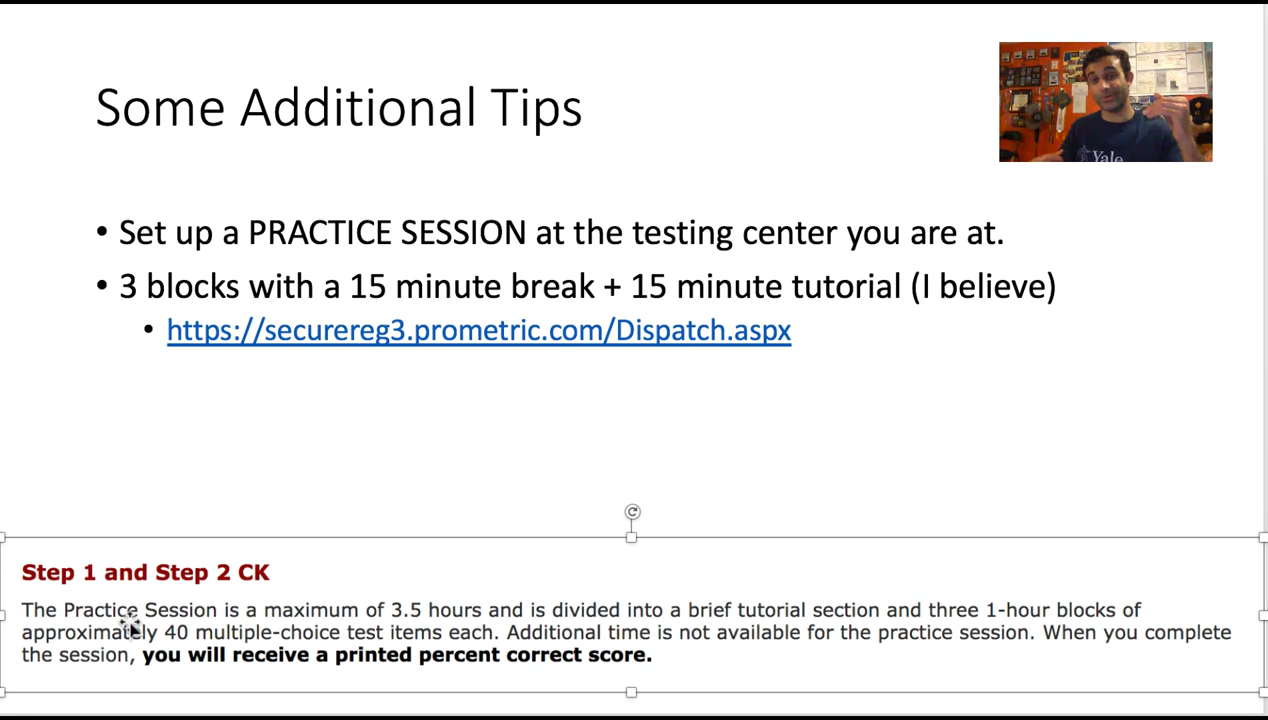 Some Additional Tips
Yale
• Set up a PRACTICE SESSION at the testing center you are at.
• 3 blocks with a 15 minute break + 15 minute tutorial (I believe)
• https://securereg3.prometric.com/Dispatch.aspx
Step 1 and Step 2 CK
The Practice Session is a maximum of 3.5 hours and is divided into a brief tutorial section and three 1-hour blocks of
approximately 40 multiple-choice test items each. Additional time is not available for the practice session. When you complete
the session, you will receive a printed percent correct score.